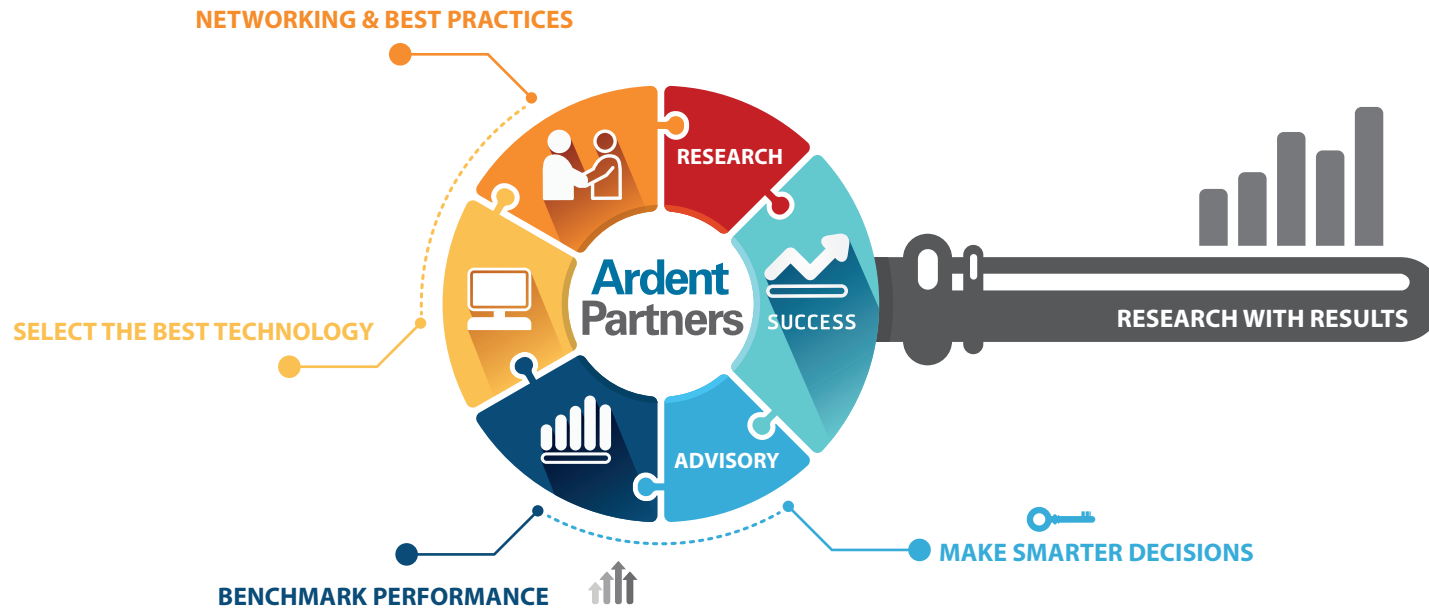 NETWORKING & BEST PRACTICES
RESEARCH
Ardent
Partners
SUCCESS
RESEARCH WITH RESULTS
SELECT THE BEST TECHNOLOGY
ADVISORY
MAKE SMARTER DECISIONS
BENCHMARK PERFORMANCE